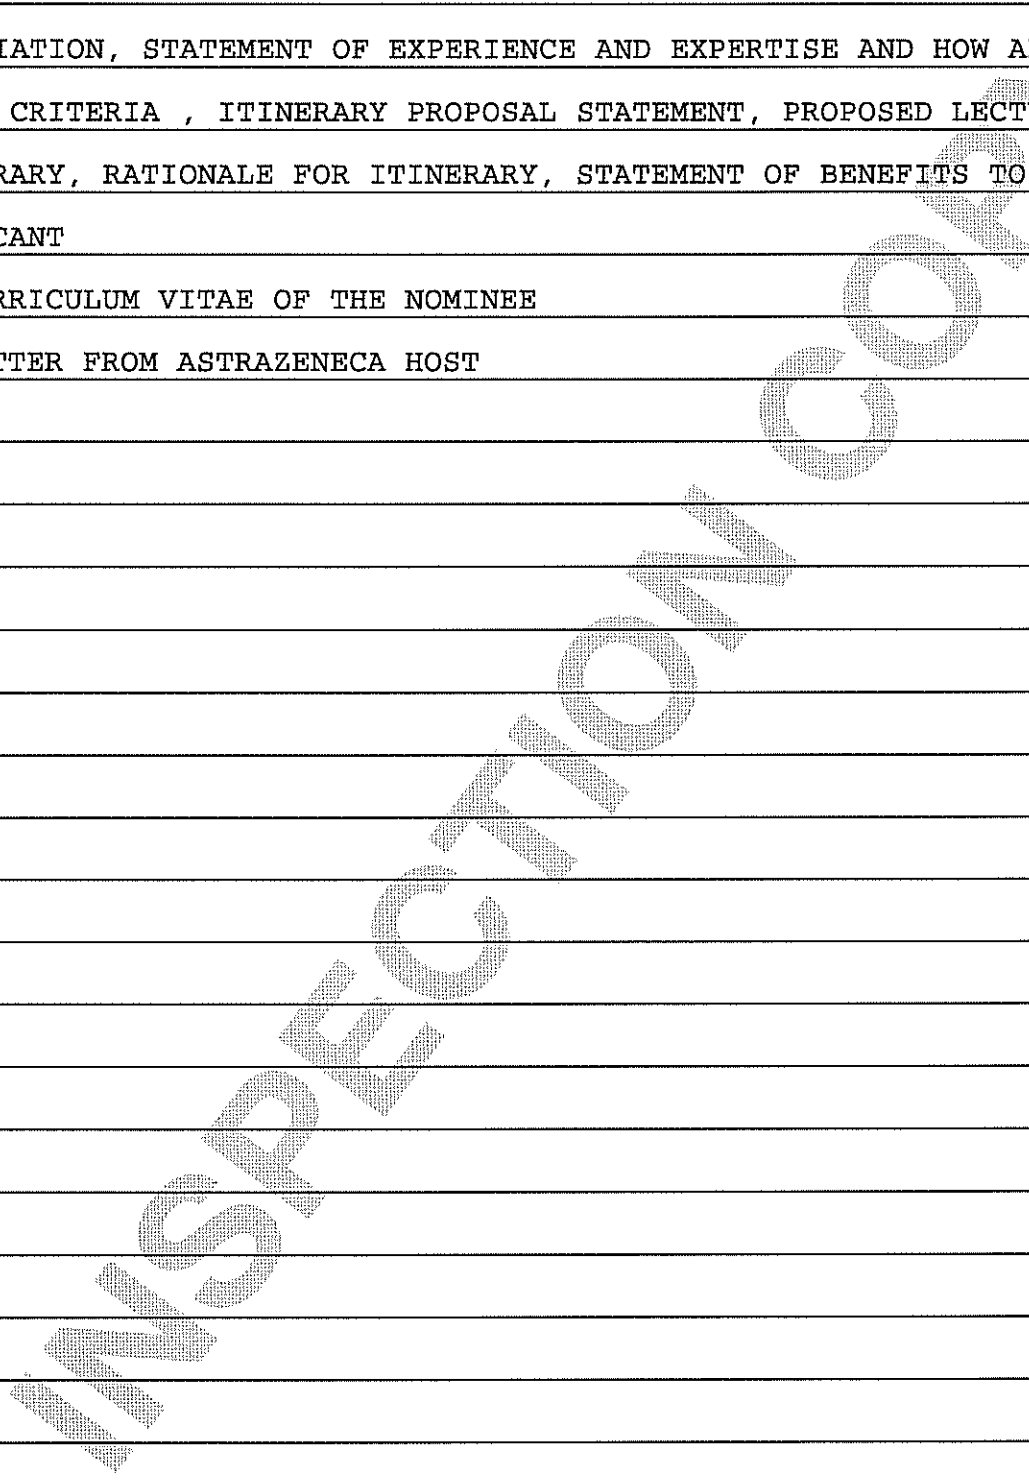 IATION, STATEMENT OF EXPERIENCE AND EXPERTISE AND HOW A
CRITERIA , ITINERARY PROPOSAL STATEMENT, PROPOSED LECT
RARY, RATIONALE FOR ITINERARY, STATEMENT OF BENEFITS TO
CANT
RRICULUM VITAE OF THE NOMINEE
TTER FROM ASTRAZENECA HOST
INSPECTION COP